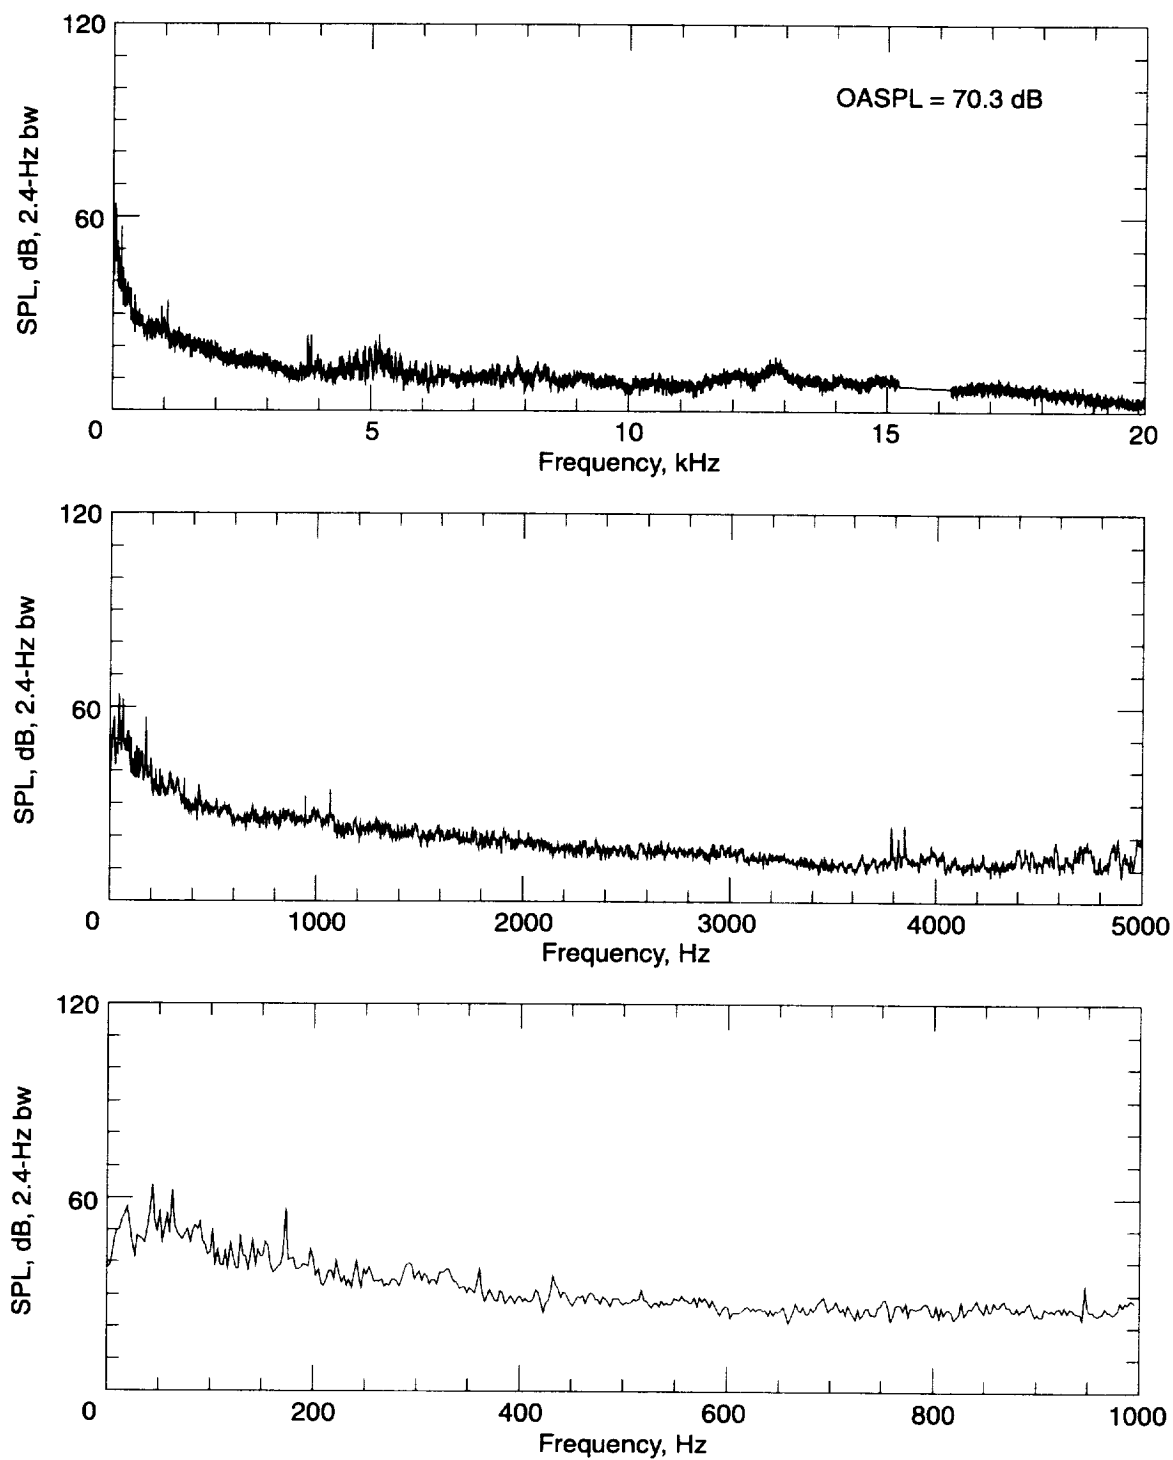 120
OASPL = 70.3 dB
SPL, dB, 2.4-Hz bw
60
0 5 10 15 20
Frequency, kHz
120
SPL, dB, 2.4-Hz bw
60
0 1000 2000 3000 4000 5000
Frequency, Hz
120
SPL, dB, 2.4-Hz bw
60
0 200 400 600 800 1000
Frequency, Hz